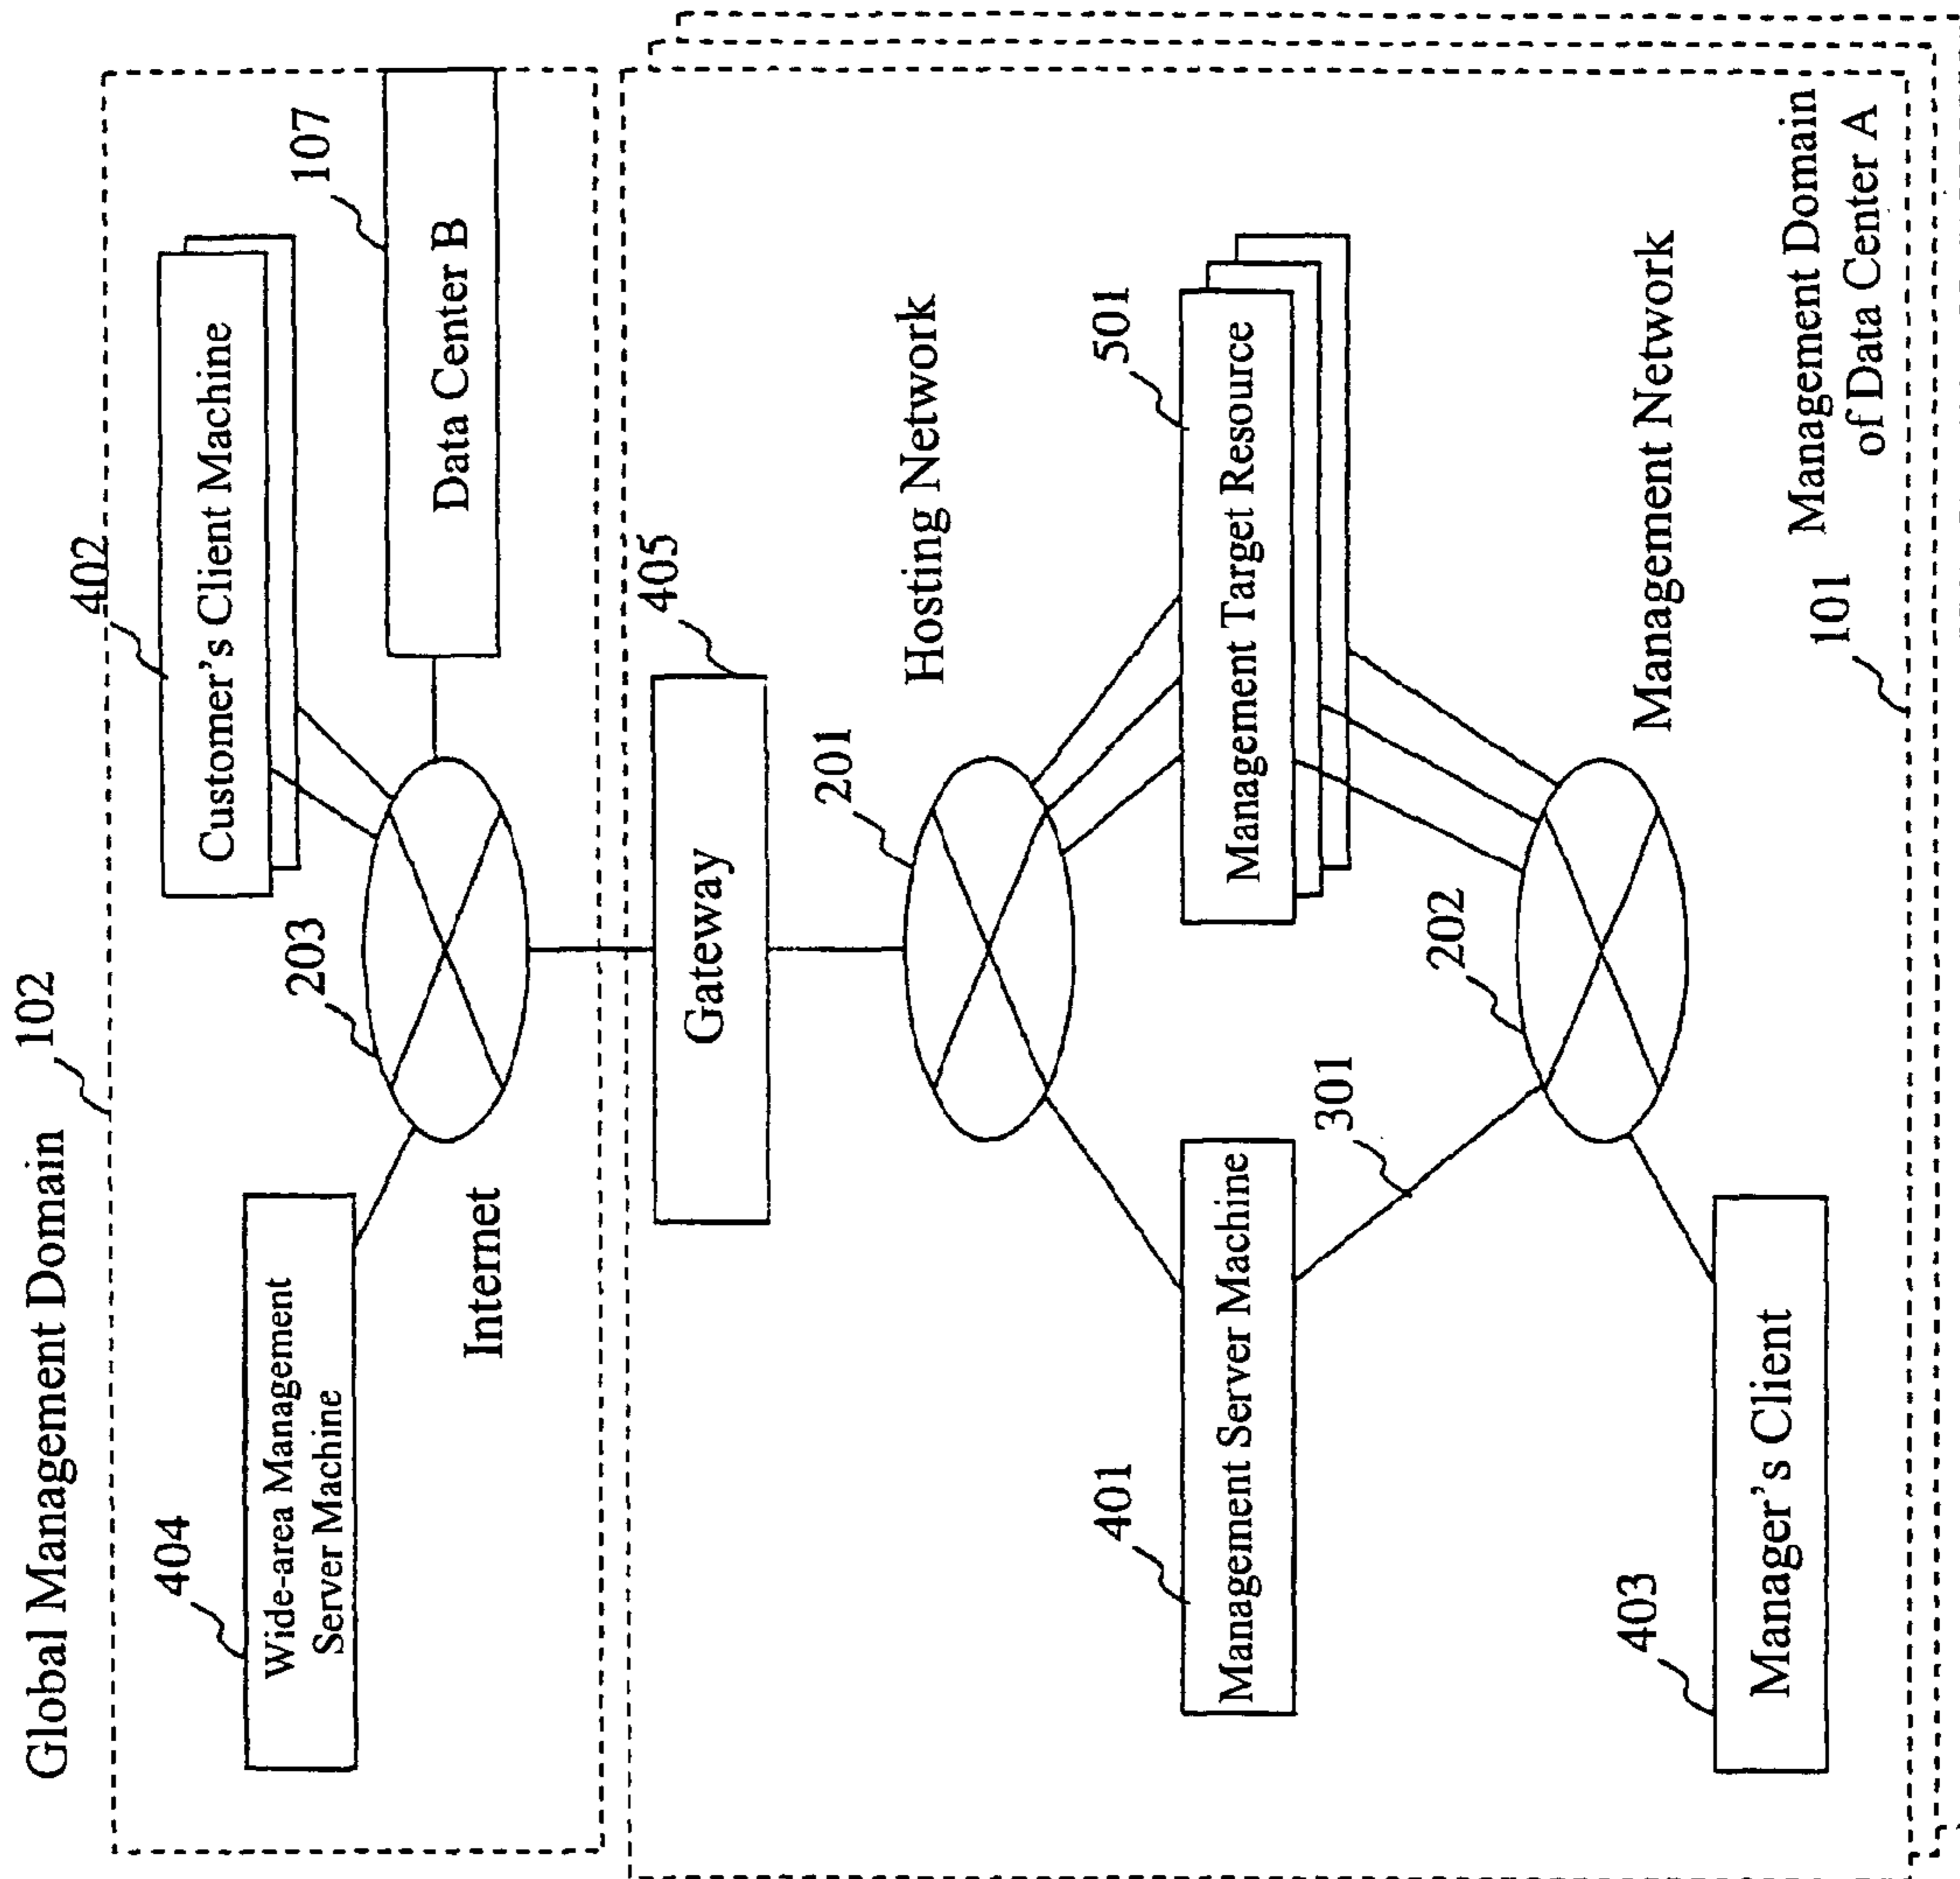 Global Management Domain
102
404
Wide-area Management
Server Machine
203
Internet
402
Customer's Client Machine
107
Data Center B
405
Gateway
201
Hosting Network
401
Management Server Machine
301
501
Management Target Resource
403
Manager's Client
202
Management Network
101
Management Domain
of Data Center A